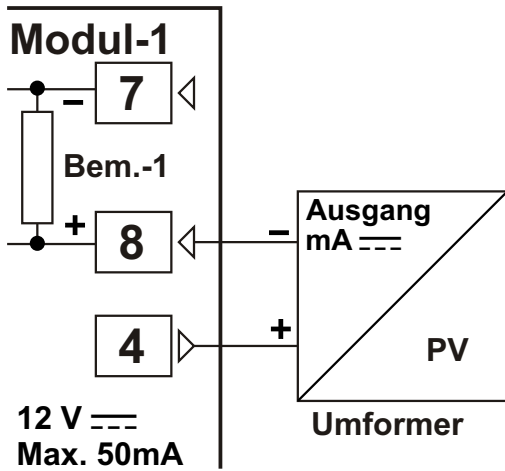 Modul-1
7
–
Bem.-1
+
8
–
Ausgang
mA
4
+
PV
12 V
Max. 50mA
Umformer